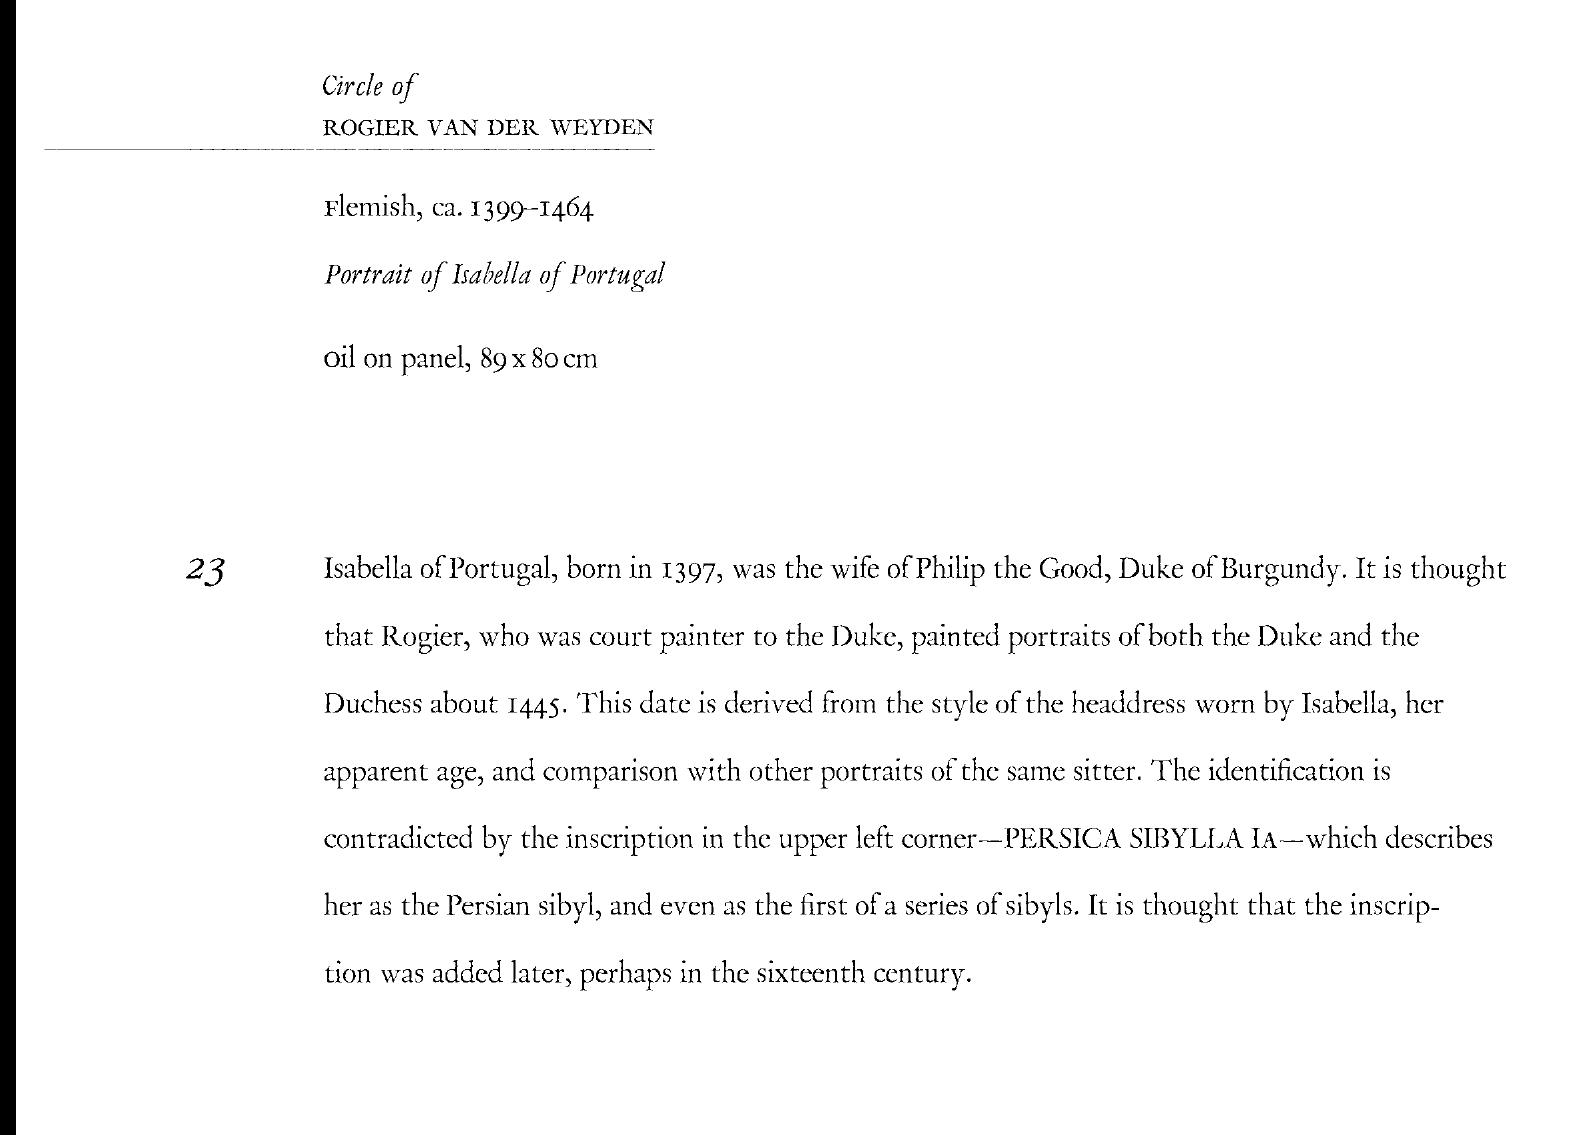 Circle of
ROGIER VAN DER WEYDEN
Flemish, ca. 1399–1464
Portrait of Isabella of Portugal
oil on panel, 89 x 80 cm
23 Isabella of Portugal, born in 1397, was the wife of Philip the Good, Duke of Burgundy. It is thought
that Rogier, who was court painter to the Duke, painted portraits of both the Duke and the
Duchess about 1445. This date is derived from the style of the headdress worn by Isabella, her
apparent age, and comparison with other portraits of the same sitter. The identification is
contradicted by the inscription in the upper left corner—PERSICA SIBYLLA IA—which describes
her as the Persian sibyl, and even as the first of a series of sibyls. It is thought that the inscrip-
tion was added later, perhaps in the sixteenth century.